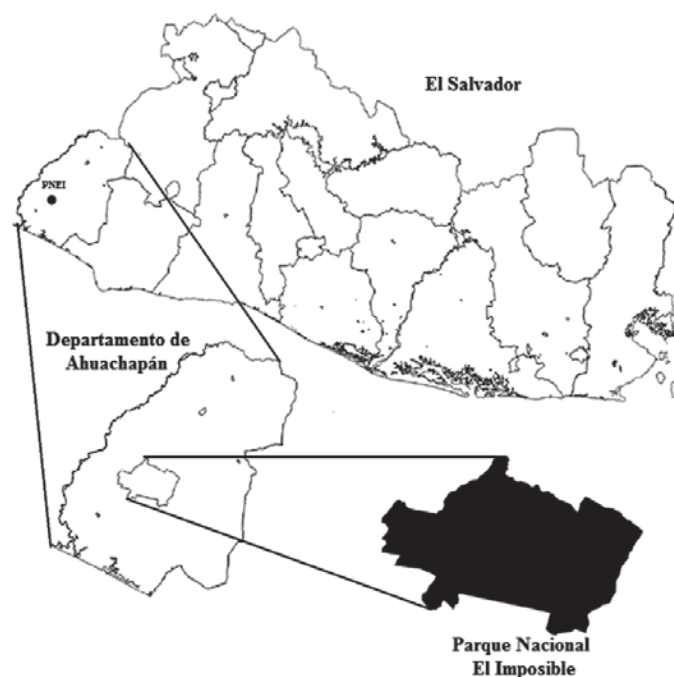 El Salvador
PNEI
Departamento de
Ahuachapán
Parque Nacional
El Imposible